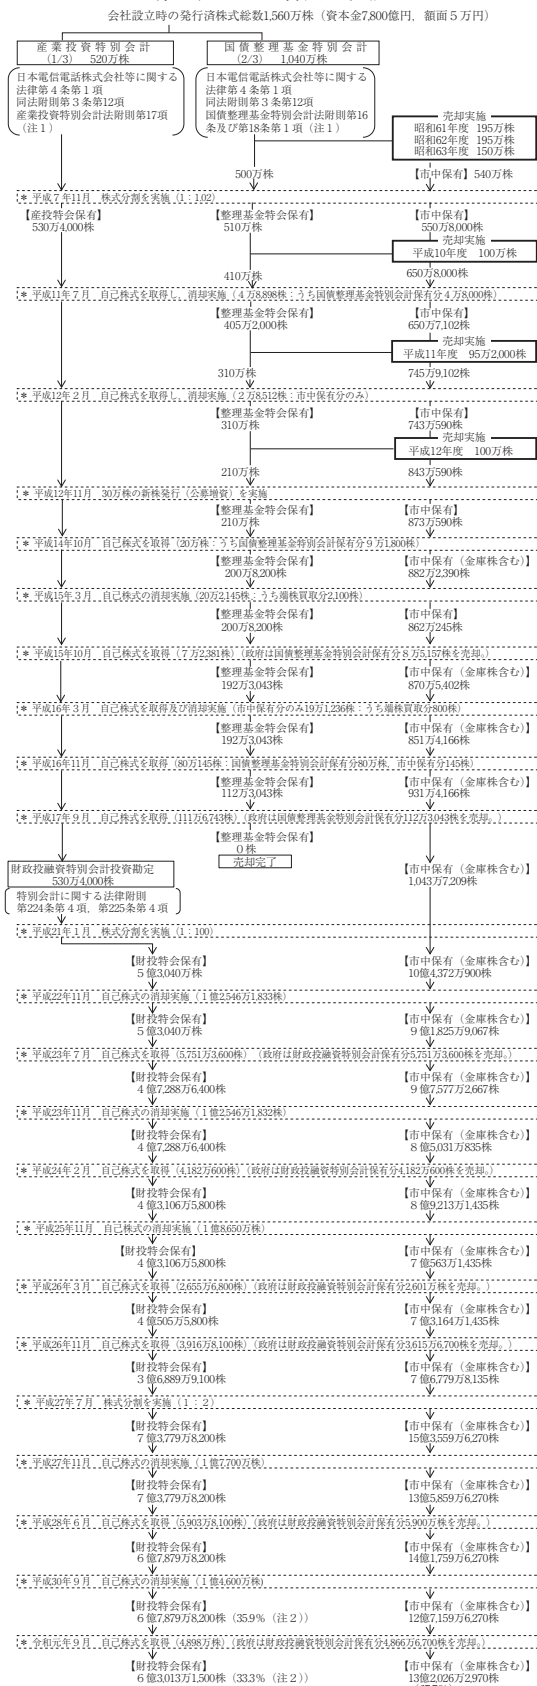 会社設立時の発行済株式総数1,560万株（資本金7,800億円，額面５万円）
産業投資特別会計
（1/3） 520万株
国債整理基金特別会計
（2/3） 1,040万株
日本電信電話株式会社等に関する
法律第４条第１項
同法附則第３条第12項
産業投資特別会計法附則第17項
（注１）
日本電信電話株式会社等に関する
法律第４条第１項
同法附則第３条第12項
国債整理基金特別会計法附則第16
条及び第18条第１項（注１）
売却実施
昭和61年度 195万株
昭和62年度 195万株
昭和63年度 150万株
500万株
【市中保有】540万株
＊ 平成７年11月 株式分割を実施（1：1.02）
【産投特会保有】
530万4,000株
【整理基金特会保有】
510万株
【市中保有】
550万8,000株
売却実施
平成10年度 100万株
410万株
650万8,000株
＊ 平成11年７月 自己株式を取得し，消却実施（４万8,898株：うち国債整理基金特別会計保有分４万8,000株）
【整理基金特会保有】
405万2,000株
【市中保有】
650万7,102株
売却実施
平成11年度 95万2,000株
310万株
745万9,102株
＊ 平成12年２月 自己株式を取得し，消却実施（２万8,512株：市中保有分のみ）
【整理基金特会保有】
310万株
【市中保有】
743万590株
売却実施
平成12年度 100万株
210万株
843万590株
＊ 平成12年11月 30万株の新株発行（公募増資）を実施
【整理基金特会保有】
210万株
【市中保有】
873万590株
＊ 平成14年10月 自己株式を取得（20万株：うち国債整理基金特別会計保有分９万1,800株）
【整理基金特会保有】
200万8,200株
【市中保有（金庫株含む）】
882万2,390株
＊ 平成15年３月 自己株式の消却実施（20万2,145株：うち端株買取分2,100株）
【整理基金特会保有】
200万8,200株
【市中保有】
862万245株
＊ 平成15年10月 自己株式を取得（７万2,381株）（政府は国債整理基金特別会計保有分８万5,157株を売却。）
【整理基金特会保有】
192万3,043株
【市中保有（金庫株含む）】
870万5,402株
＊ 平成16年３月 自己株式を取得及び消却実施（市中保有分のみ19万1,236株：うち端株買取分800株）
【整理基金特会保有】
192万3,043株
【市中保有（金庫株含む）】
851万4,166株
＊ 平成16年11月 自己株式を取得（80万145株：国債整理基金特別会計保有分80万株，市中保有分145株）
【整理基金特会保有】
112万3,043株
【市中保有（金庫株含む）】
931万4,166株
＊ 平成17年９月 自己株式を取得（111万6,743株）（政府は国債整理基金特別会計保有分112万3,043株を売却。）
【整理基金特会保有】
０株
売却完了
財政投融資特別会計投資勘定
530万4,000株
【市中保有（金庫株含む）】
1,043万7,209株
特別会計に関する法律附則
第224条第４項，第225条第４項
＊ 平成21年１月 株式分割を実施（1：100）
【財投特会保有】
５億3,040万株
【市中保有（金庫株含む）】
10億4,372万900株
＊ 平成22年11月 自己株式の消却実施（１億2,546万1,833株）
【財投特会保有】
５億3,040万株
【市中保有（金庫株含む）】
９億1,825万9,067株
＊ 平成23年７月 自己株式を取得（5,751万3,600株）（政府は財政投融資特別会計保有分5,751万3,600株を売却。）
【財投特会保有】
４億7,288万6,400株
【市中保有（金庫株含む）】
９億7,577万2,667株
＊ 平成23年11月 自己株式の消却実施（１億2,546万1,832株）
【財投特会保有】
４億7,288万6,400株
【市中保有（金庫株含む）】
８億5,031万835株
＊ 平成24年２月 自己株式を取得（4,182万600株）（政府は財政投融資特別会計保有分4,182万600株を売却。）
【財投特会保有】
４億3,106万5,800株
【市中保有（金庫株含む）】
８億9,213万1,435株
＊ 平成25年11月 自己株式の消却実施（１億8,650万株）
【財投特会保有】
４億3,106万5,800株
【市中保有（金庫株含む）】
７億563万1,435株
＊ 平成26年３月 自己株式を取得（2,655万6,800株）（政府は財政投融資特別会計保有分2,601万株を売却。）
【財投特会保有】
４億505万5,800株
【市中保有（金庫株含む）】
７億3,164万1,435株
＊ 平成26年11月 自己株式を取得（3,916万8,100株）（政府は財政投融資特別会計保有分3,615万6,700株を売却。）
【財投特会保有】
３億6,889万9,100株
【市中保有（金庫株含む）】
７億6,779万8,135株
＊ 平成27年７月 株式分割を実施（１：２）
【財投特会保有】
７億3,779万8,200株
【市中保有（金庫株含む）】
15億3,559万6,270株
＊ 平成27年11月 自己株式の消却実施（１億7,700万株）
【財投特会保有】
７億3,779万8,200株
【市中保有（金庫株含む）】
13億5,859万6,270株
＊ 平成28年６月 自己株式を取得（5,903万8,100株）（政府は財政投融資特別会計保有分5,900万株を売却。）
【財投特会保有】
６億7,879万8,200株
【市中保有（金庫株含む）】
14億1,759万6,270株
＊ 平成30年９月 自己株式の消却実施（１億4,600万株）
【財投特会保有】
６億7,879万8,200株（35.9％（注２））
【市中保有（金庫株含む）】
12億7,159万6,270株
＊ 令和元年９月 自己株式を取得（4,898万株）（政府は財政投融資特別会計保有分4,866万6,700株を売却。）
【財投特会保有】
６億3,013万1,500株（33.3％（注２））
【市中保有（金庫株含む）】
13億2,026万2,970株